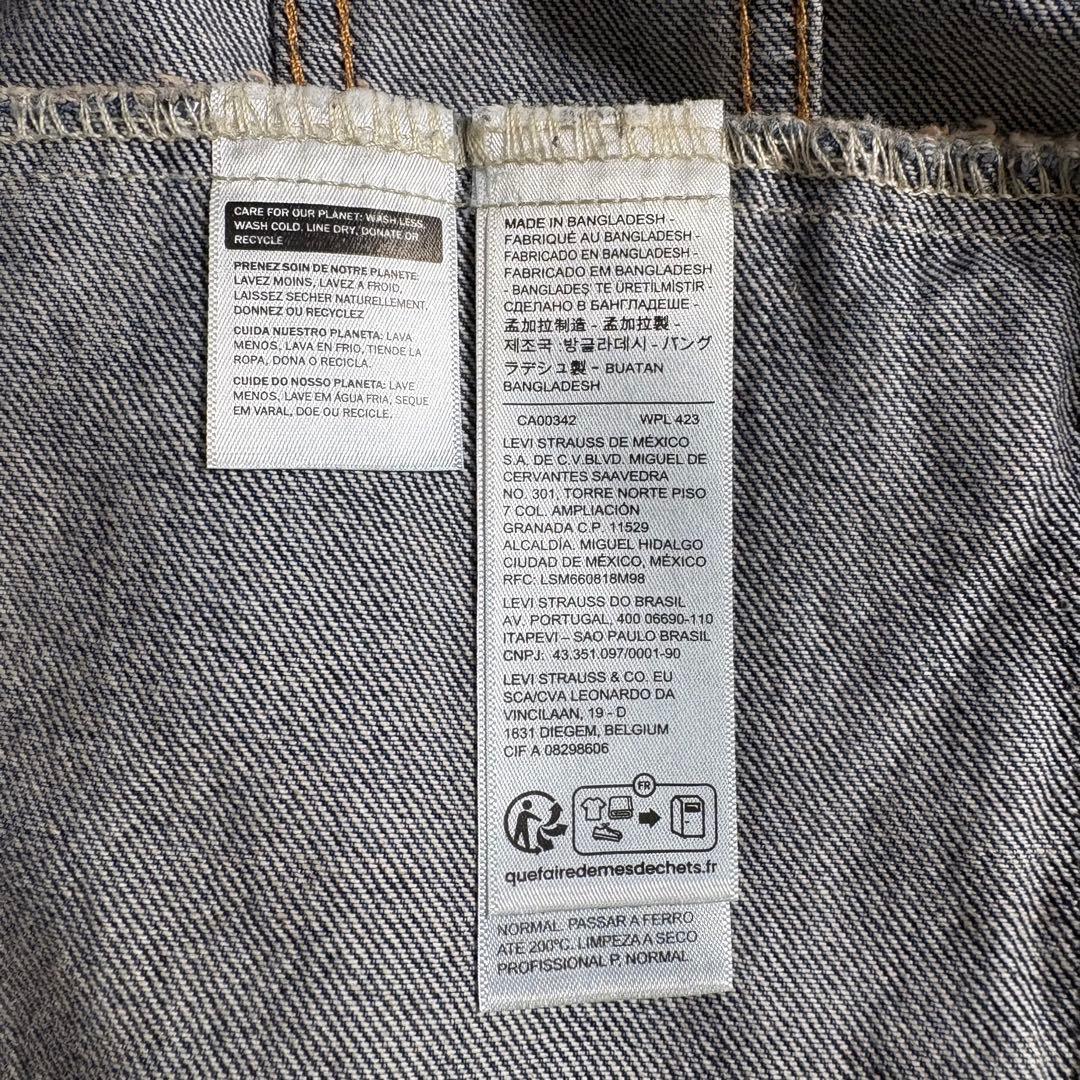 CARE FOR OUR PLANET: WASH LESS,
WASH COLD. LINE DRY, DONATE OR
RECYCLE
PRENEZ SOIN DE NOTRE PLANETE:
LAVEZ MOINS, LAVEZ A FROID,
LAISSEZ SECHER NATURELLEMENT,
DONNEZ OU RECYCLEZ
CUIDA NUESTRO PLANETA: LAVA
MENOS, LAVA EN FRIO, TIENDE LA
ROPA, DONA O RECICLA.
CUIDE DO NOSSO PLANETA: LAVE
MENOS, LAVE EM ÁGUA FRIA, SEQUE
EM VARAL, DOE OU RECICLE.
MADE IN BANGLADESH -
FABRIQUÉ AU BANGLADESH -
FABRICADO EN BANGLADESH -
FABRICADO EM BANGLADESH
- BANGLADEŞ' TE ÜRETİLMİŞTİR -
СДЕЛАНО В БАНГЛАДЕШЕ -
孟加拉制造 - 孟加拉製 -
제조국 :방글라데시 - バング
ラデシュ製 - BUATAN
BANGLADESH
CA00342 WPL 423
LEVI STRAUSS DE MÉXICO
S.A. DE C.V.BLVD. MIGUEL DE
CERVANTES SAAVEDRA
NO. 301, TORRE NORTE PISO
7 COL. AMPLIACIÓN
GRANADA C.P. 11529
ALCALDÍA. MIGUEL HIDALGO
CIUDAD DE MÉXICO, MÉXICO
RFC: LSM660818M98
LEVI STRAUSS DO BRASIL
AV. PORTUGAL, 400 06690-110
ITAPEVI – SAO PAULO BRASIL
CNPJ: 43.351.097/0001-90
LEVI STRAUSS & CO. EU
SCA/CVA LEONARDO DA
VINCILAAN, 19 - D
1831 DIEGEM, BELGIUM
CIF A 08298606
FR
quefairedemesdechets.fr
NORMAL. PASSAR A FERRO
ATE 200ºC. LIMPEZA A SECO
PROFISSIONAL P, NORMAL.